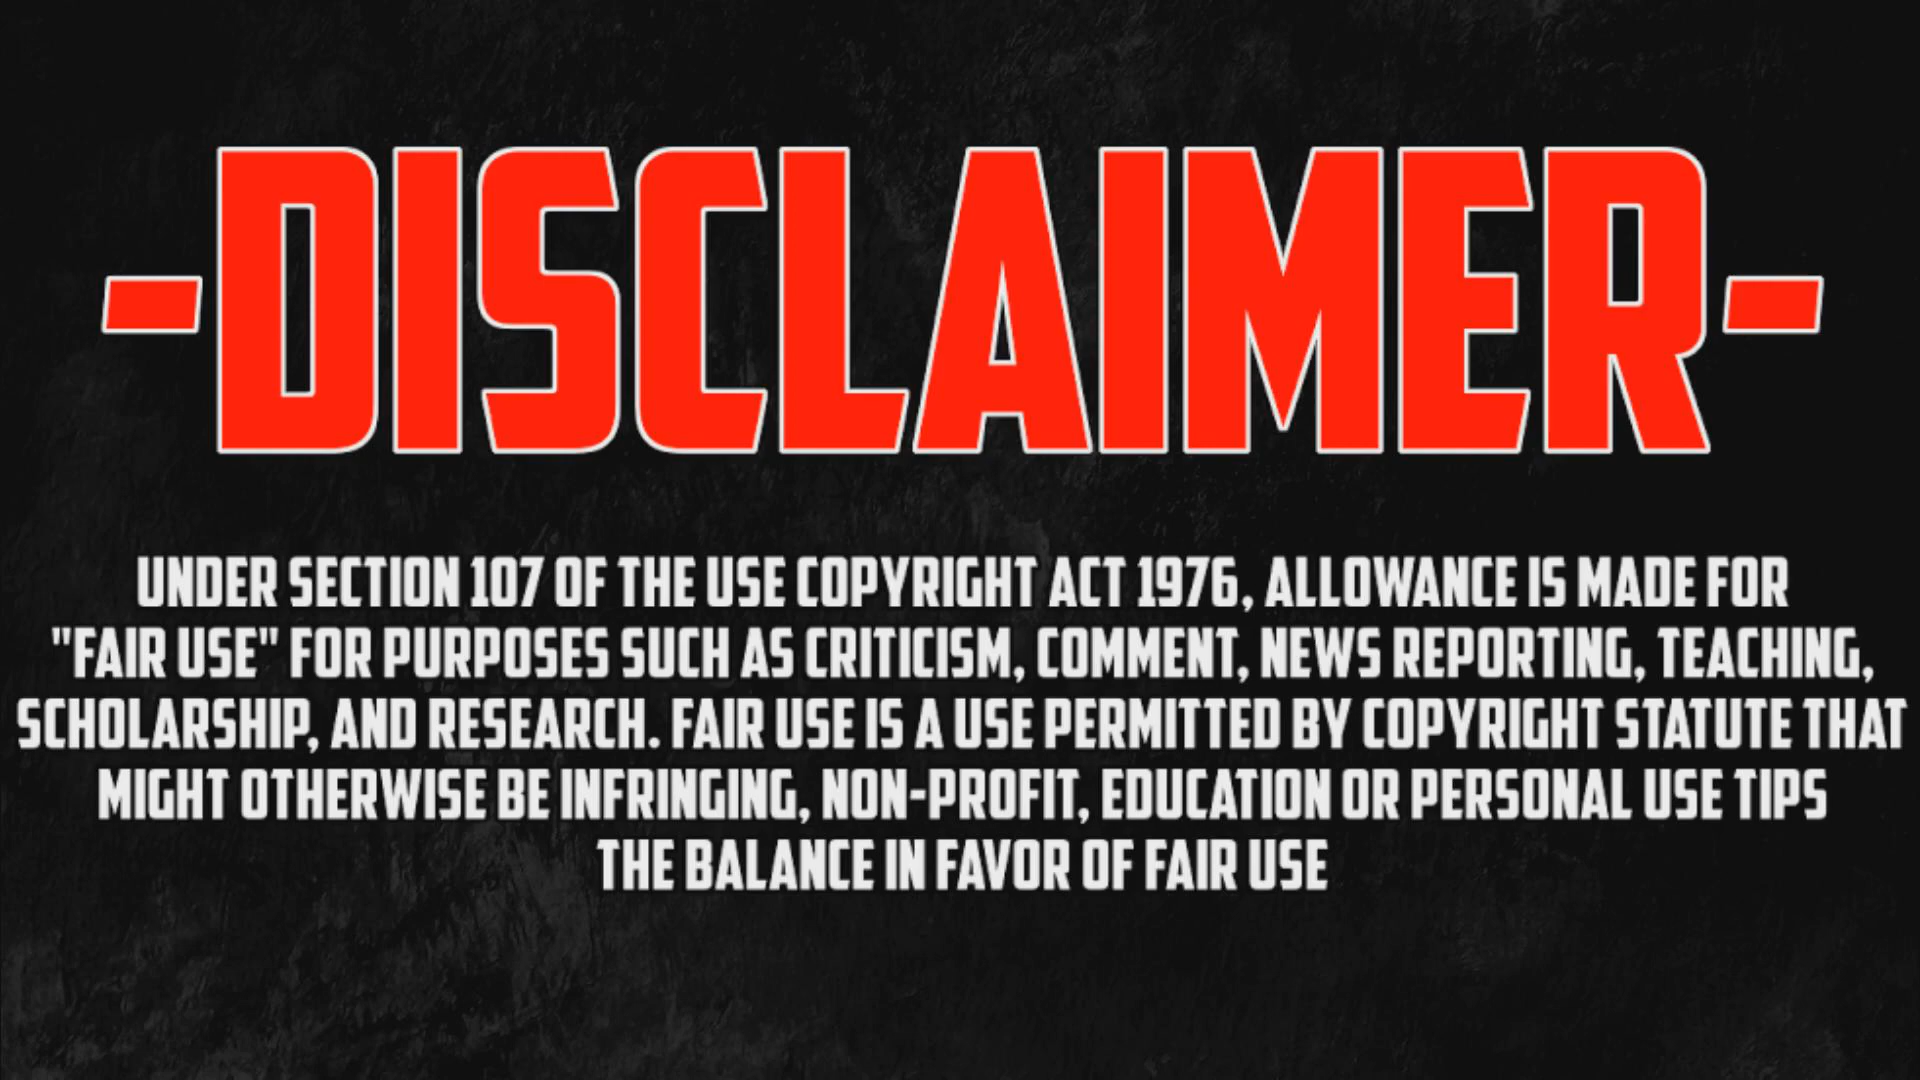 -DISCLAIMER-
UNDER SECTION 107 OF THE USE COPYRIGHT ACT 1976, ALLOWANCE IS MADE FOR
"FAIR USE" FOR PURPOSES SUCH AS CRITICISM, COMMENT, NEWS REPORTING, TEACHING,
SCHOLARSHIP, AND RESEARCH. FAIR USE IS A USE PERMITTED BY COPYRIGHT STATUTE THAT
MIGHT OTHERWISE BE INFRINGING, NON-PROFIT, EDUCATION OR PERSONAL USE TIPS
THE BALANCE IN FAVOR OF FAIR USE